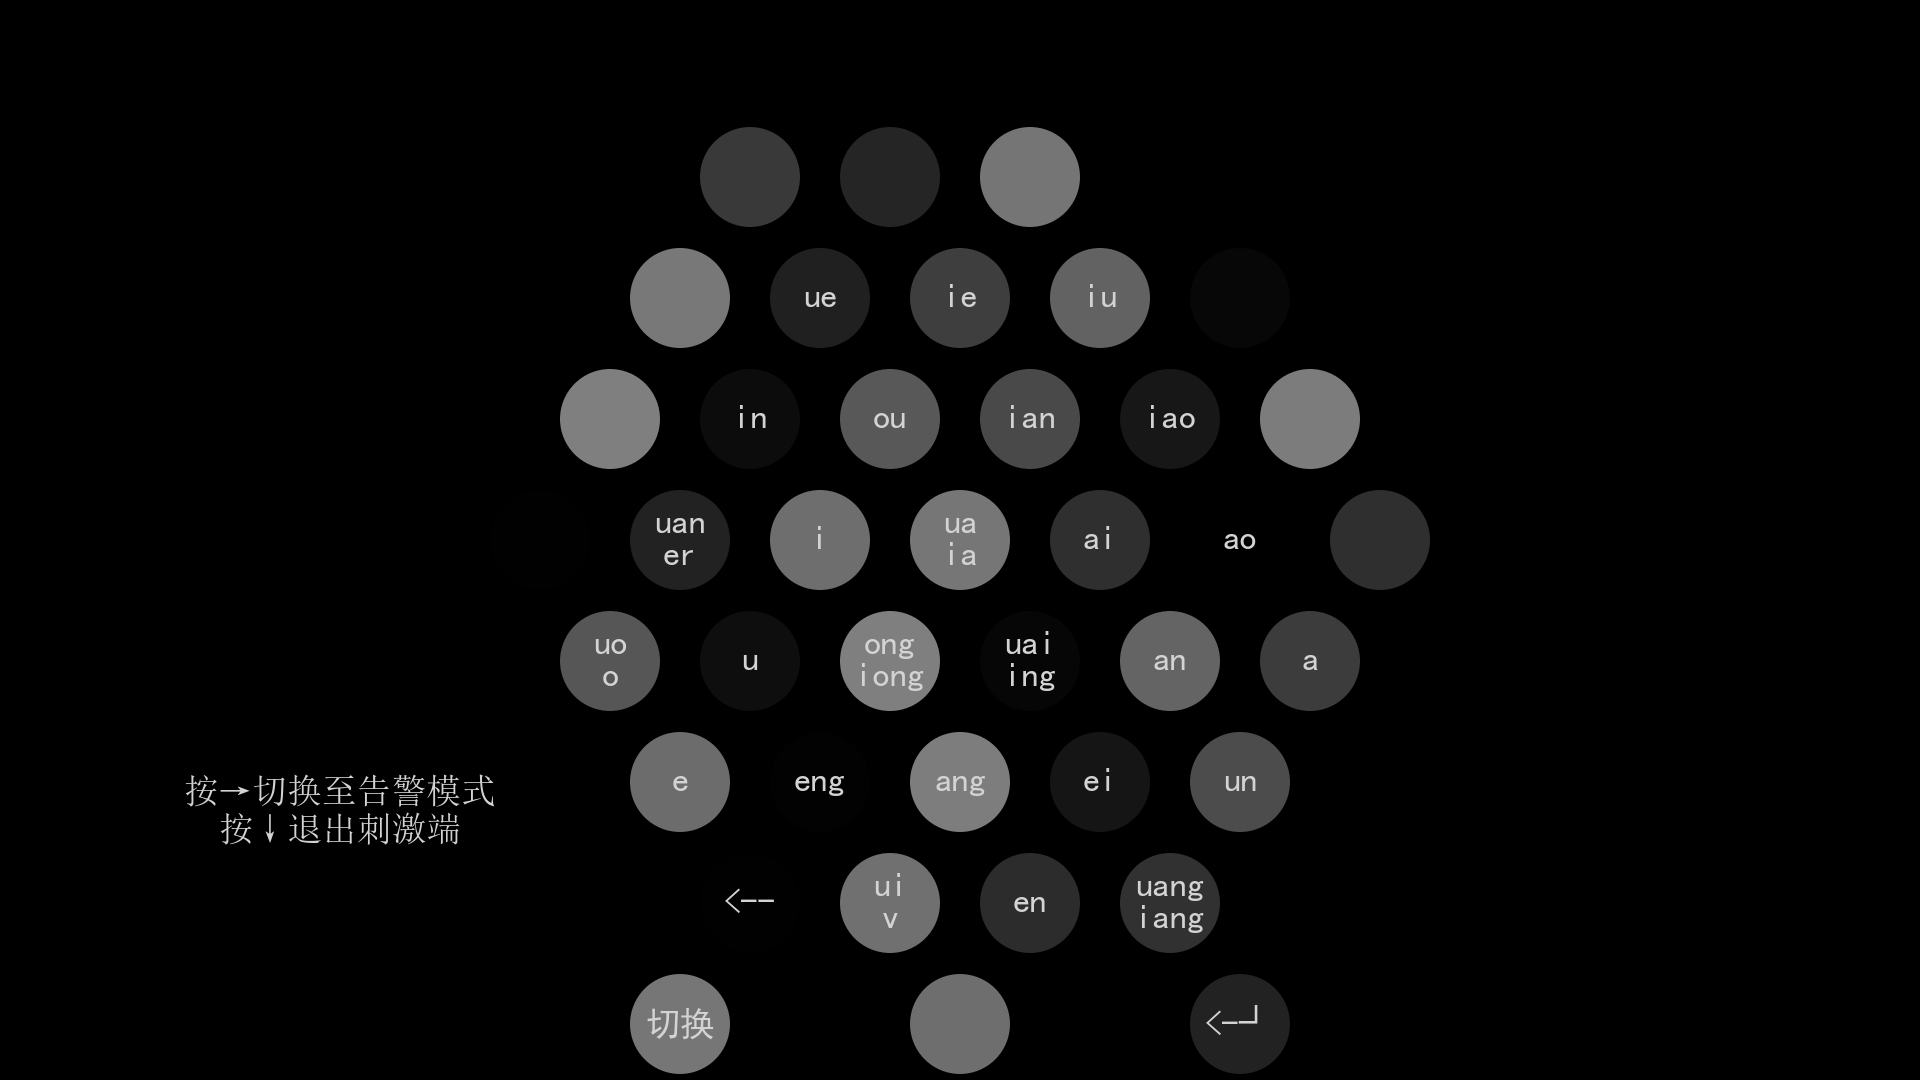 ue
ie
iu
in
ou
ian
iao
uan
er
i
ua
ia
ai
ao
uo
o
u
ong
iong
uai
ing
an
a
e
eng
ang
ei
un
按→切换至告警模式
按↓退出刺激端
<--
ui
v
en
uang
iang
切换
<-┘